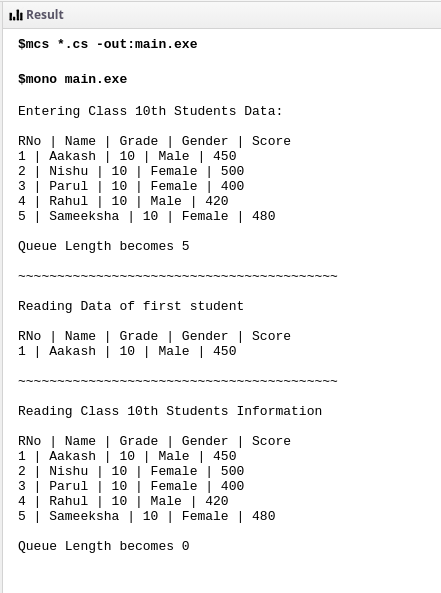 Result
$mcs *.cs -out:main.exe
$mono main.exe
Entering Class 10th Students Data:
RNo | Name | Grade | Gender | Score
1 | Aakash | 10 | Male | 450
2 | Nishu | 10 | Female | 500
3 | Parul | 10 | Female | 400
4 | Rahul | 10 | Male | 420
5 | Sameeksha | 10 | Female | 480
Queue Length becomes 5
~~~~~~~~~~~~~~~~~~~~~~~~~~~~~~~~~~~~~~~~~
Reading Data of first student
RNo | Name | Grade | Gender | Score
1 | Aakash | 10 | Male | 450
~~~~~~~~~~~~~~~~~~~~~~~~~~~~~~~~~~~~~~~~~
Reading Class 10th Students Information
RNo | Name | Grade | Gender | Score
1 | Aakash | 10 | Male | 450
2 | Nishu | 10 | Female | 500
3 | Parul | 10 | Female | 400
4 | Rahul | 10 | Male | 420
5 | Sameeksha | 10 | Female | 480
Queue Length becomes 0